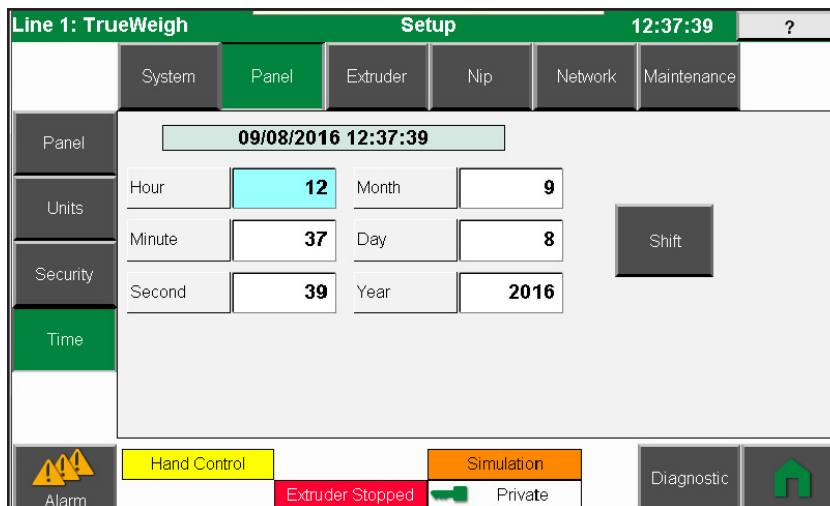 Line 1: TrueWeigh Setup 12:37:39 ?
System Panel Extruder Nip Network Maintenance
Panel
09/08/2016 12:37:39
Units
Hour 12 Month 9
Minute 37 Day 8
Shift
Security
Second 39 Year 2016
Time
Hand Control Simulation
Diagnostic
Alarm
Extruder Stopped Private